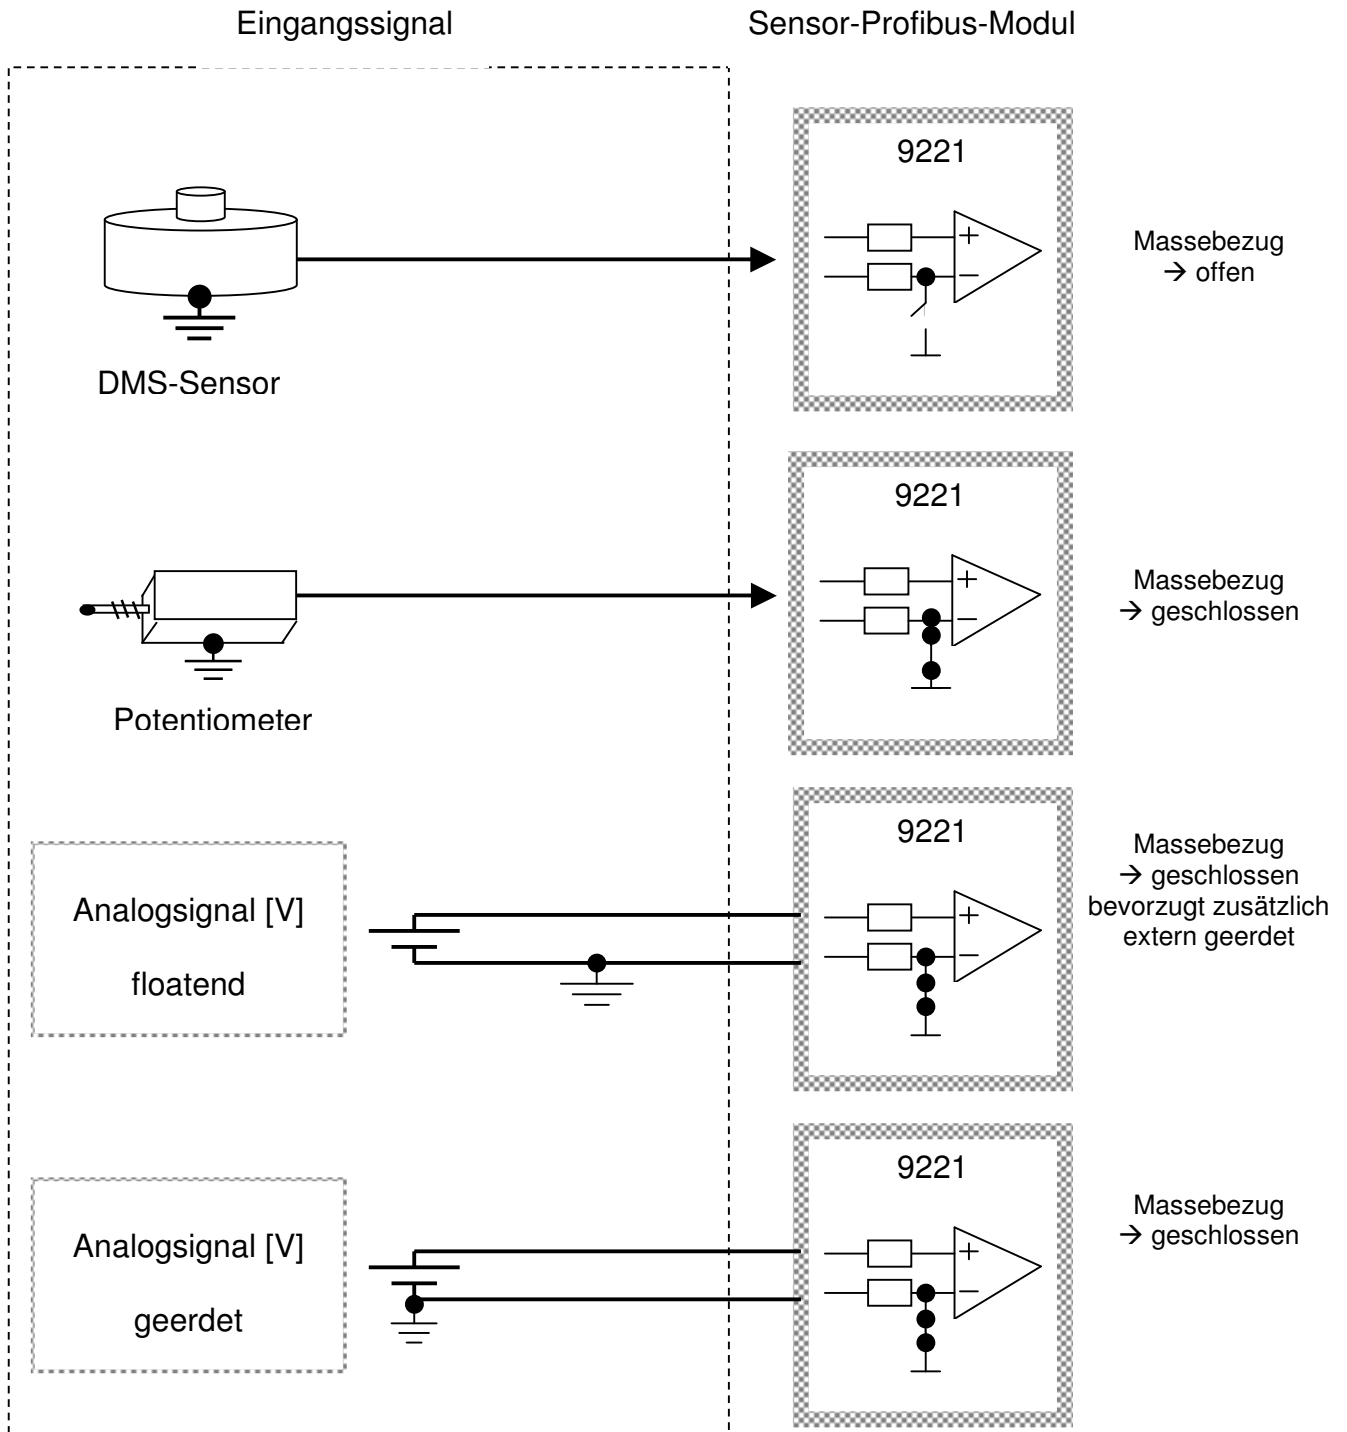 Eingangssignal
Sensor-Profibus-Modul
9221
+
−
Massebezug
→ offen
DMS-Sensor
9221
+
−
Massebezug
→ geschlossen
Potentiometer
9221
Analogsignal [V]
floatend
+
−
Massebezug
→ geschlossen
bevorzugt zusätzlich
extern geerdet
9221
Analogsignal [V]
geerdet
+
−
Massebezug
→ geschlossen